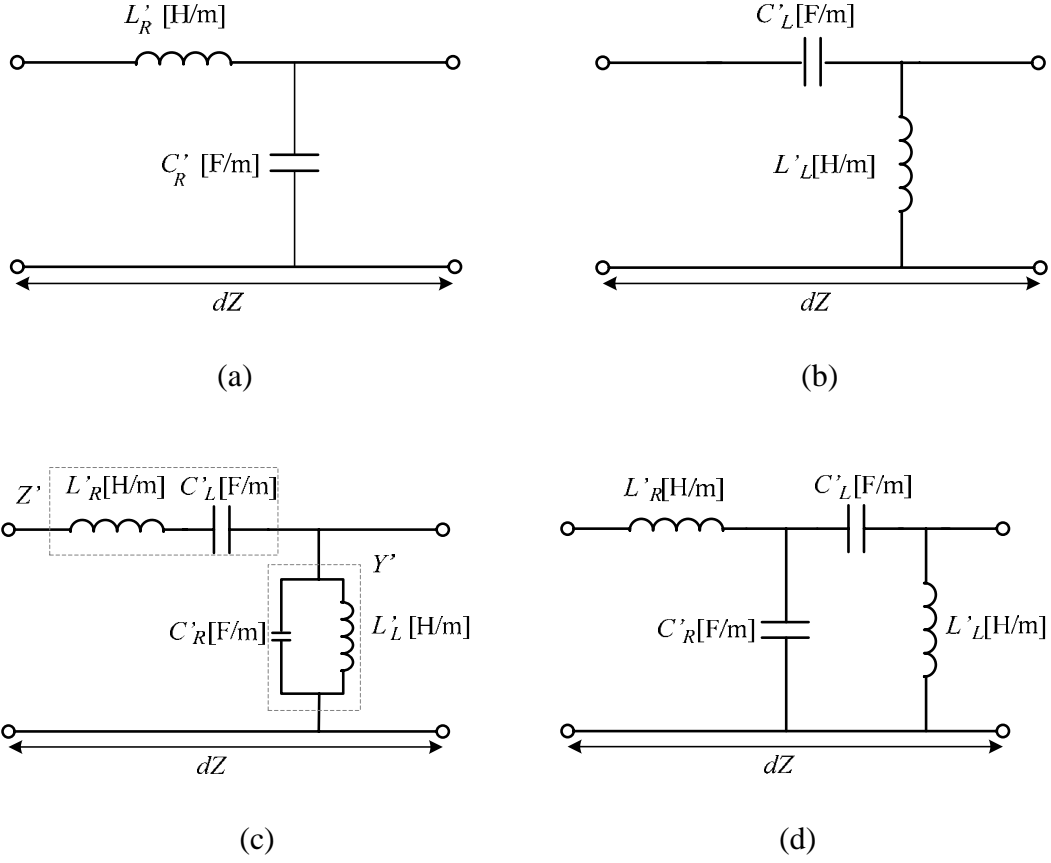 L'R [H/m]
C'R [F/m]
dZ
(a)
C'L[F/m]
L'L[H/m]
dZ
(b)
Z'
L'R[H/m]
C'L[F/m]
Y'
C'R[F/m]
L'L [H/m]
dZ
(c)
L'R[H/m]
C'L[F/m]
C'R[F/m]
L'L[H/m]
dZ
(d)